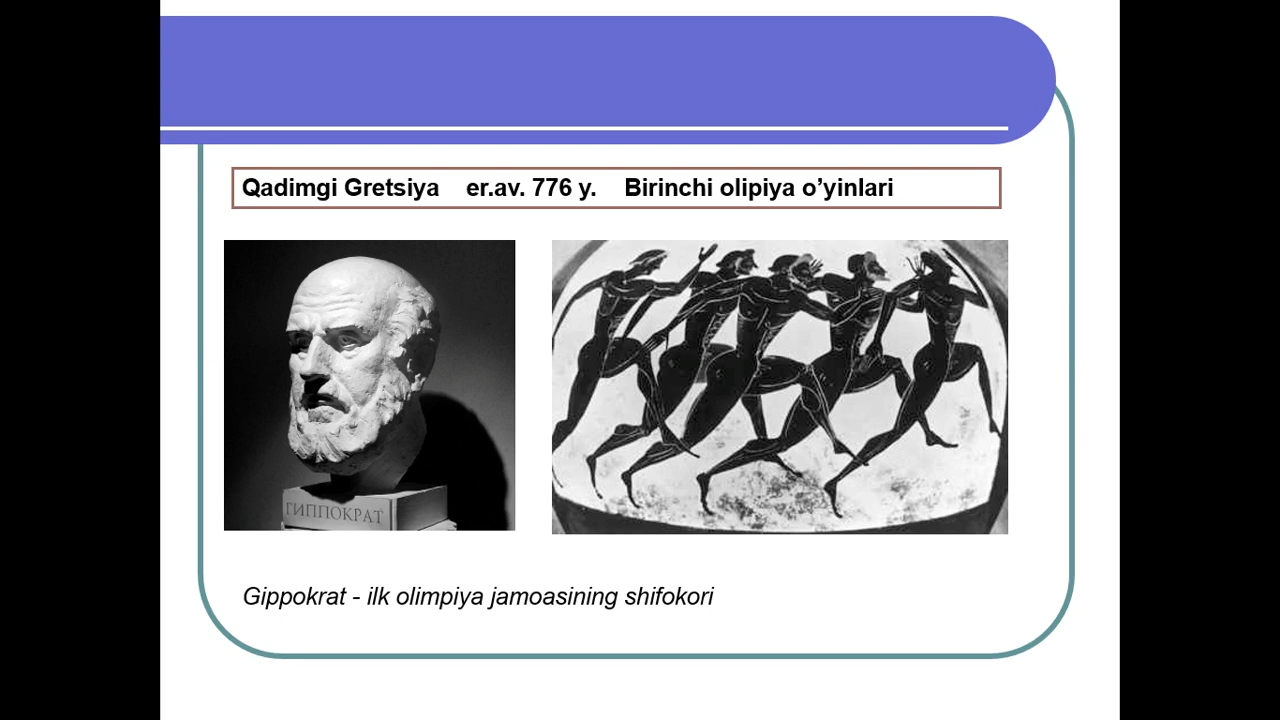 Qadimgi Gretsiya er.av. 776 y. Birinchi olipiya o’yinlari
ГИППОКРАТ
Gippokrat - ilk olimpiya jamoasining shifokori